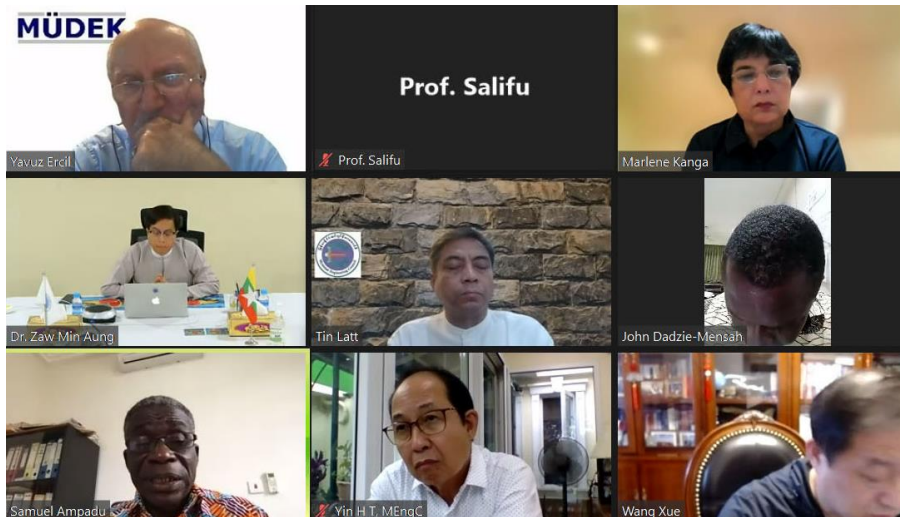 MÜDEK
Yavuz Ercil
Prof. Salifu
Prof. Salifu
Marlene Kanga
Dr. Zaw Min Aung
Tin Latt
John Dadzie-Mensah
Samuel Ampadu
Yin H T, MEngC
Wang Xue